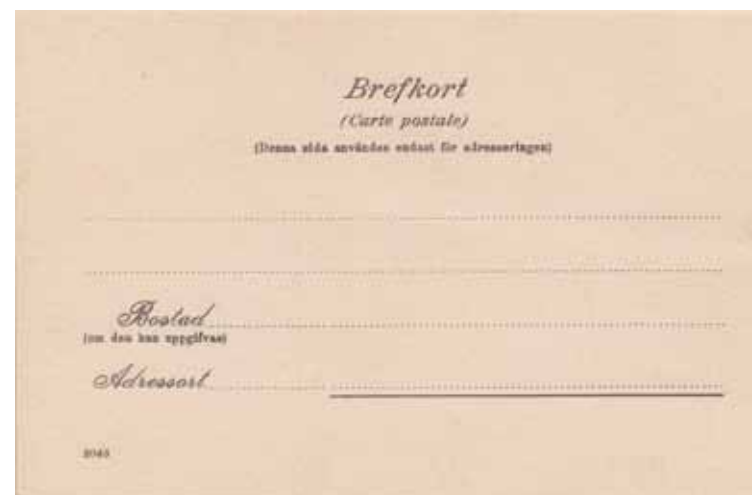 Brefkort
(Carte postale)
(Denna sida användes endast för adresseringen)
Bostad
(om den kan uppgifvas)
Adressort